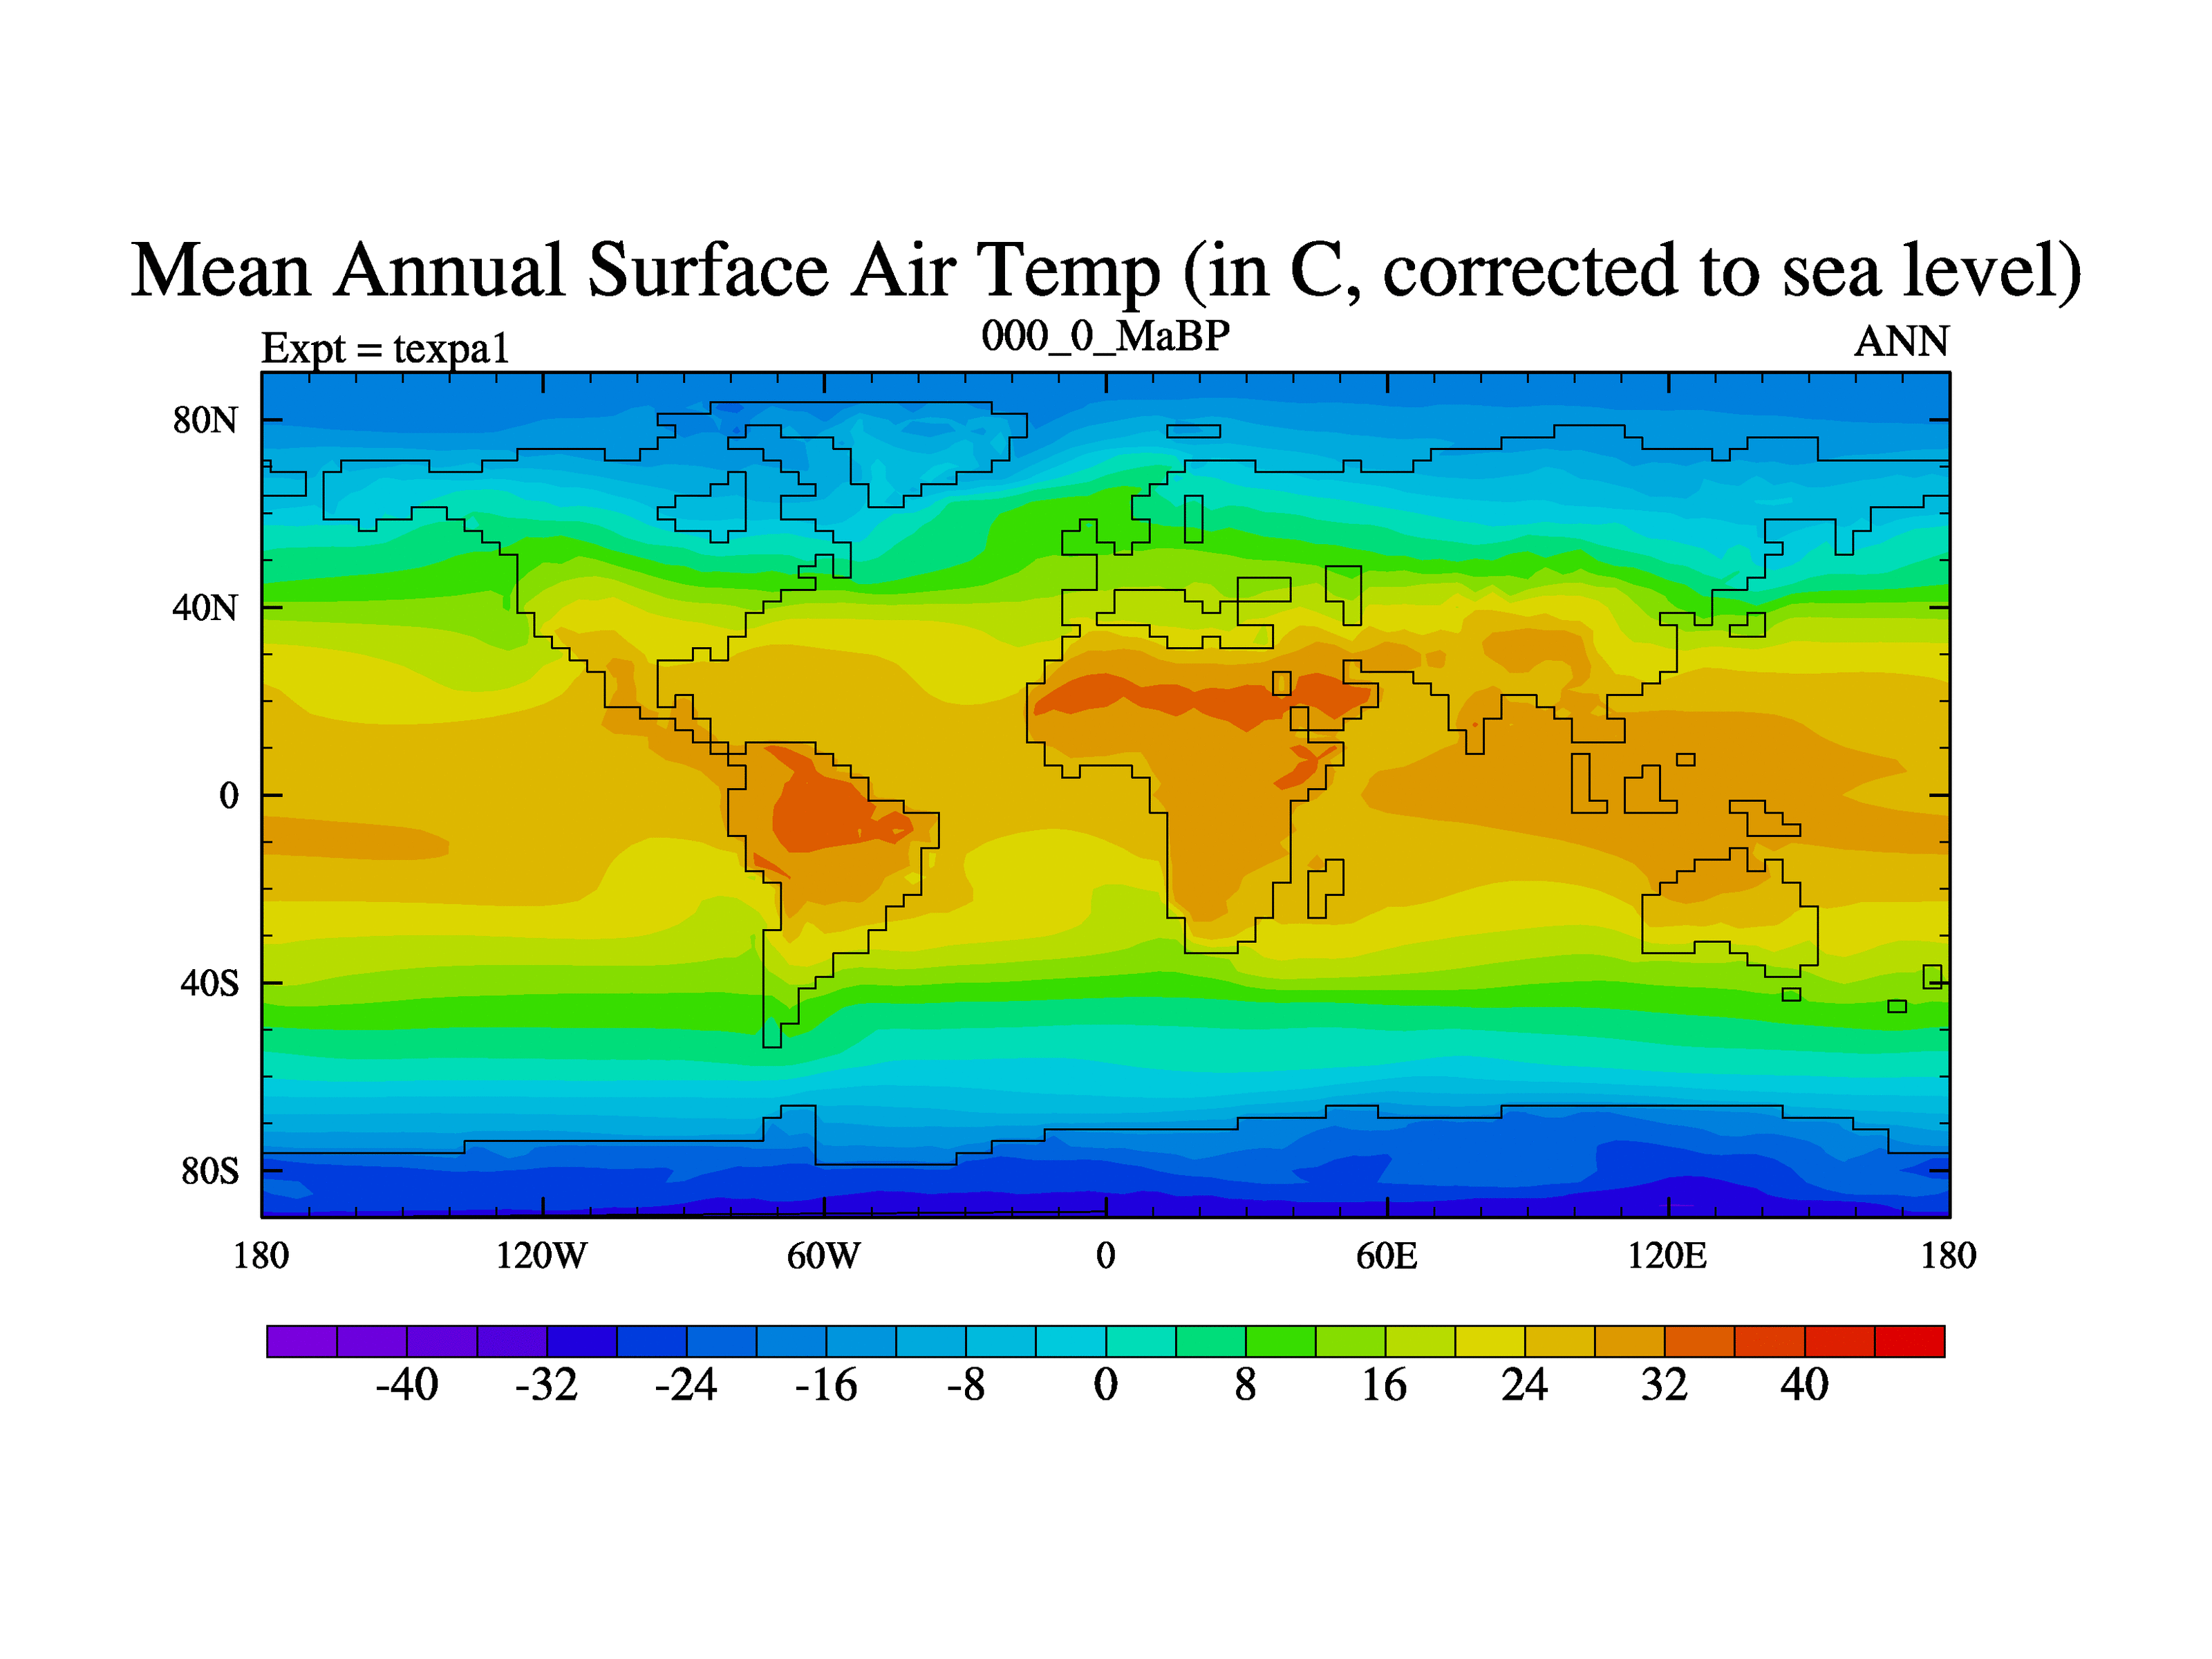 Mean Annual Surface Air Temp (in C, corrected to sea level)
Expt = texpa1 000_0_MaBP ANN
80N
40N
0
40S
80S
180 120W 60W 0 60E 120E 180
-40 -32 -24 -16 -8 0 8 16 24 32 40